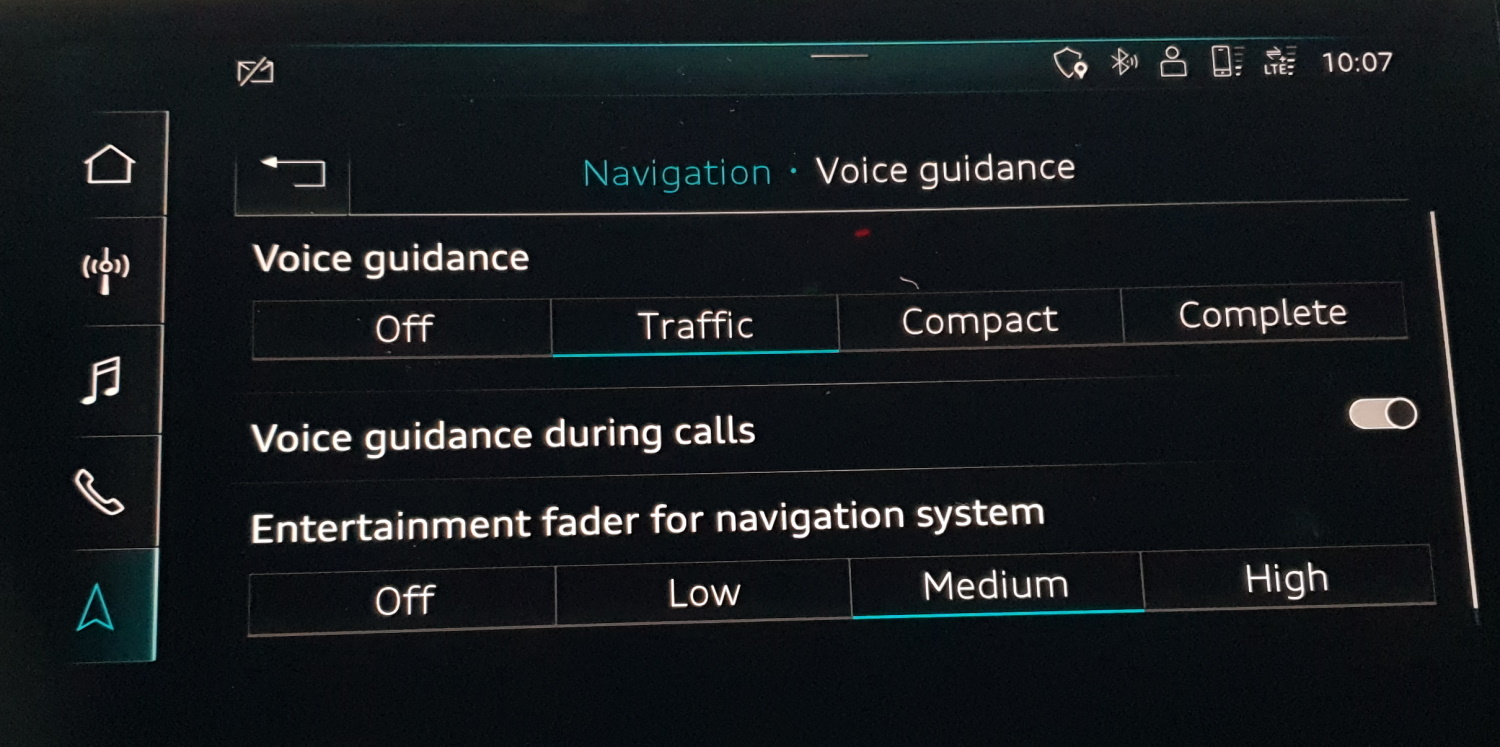 LTE 10:07
Navigation · Voice guidance
Voice guidance
Off Traffic Compact Complete
Voice guidance during calls
Entertainment fader for navigation system
Off Low Medium High